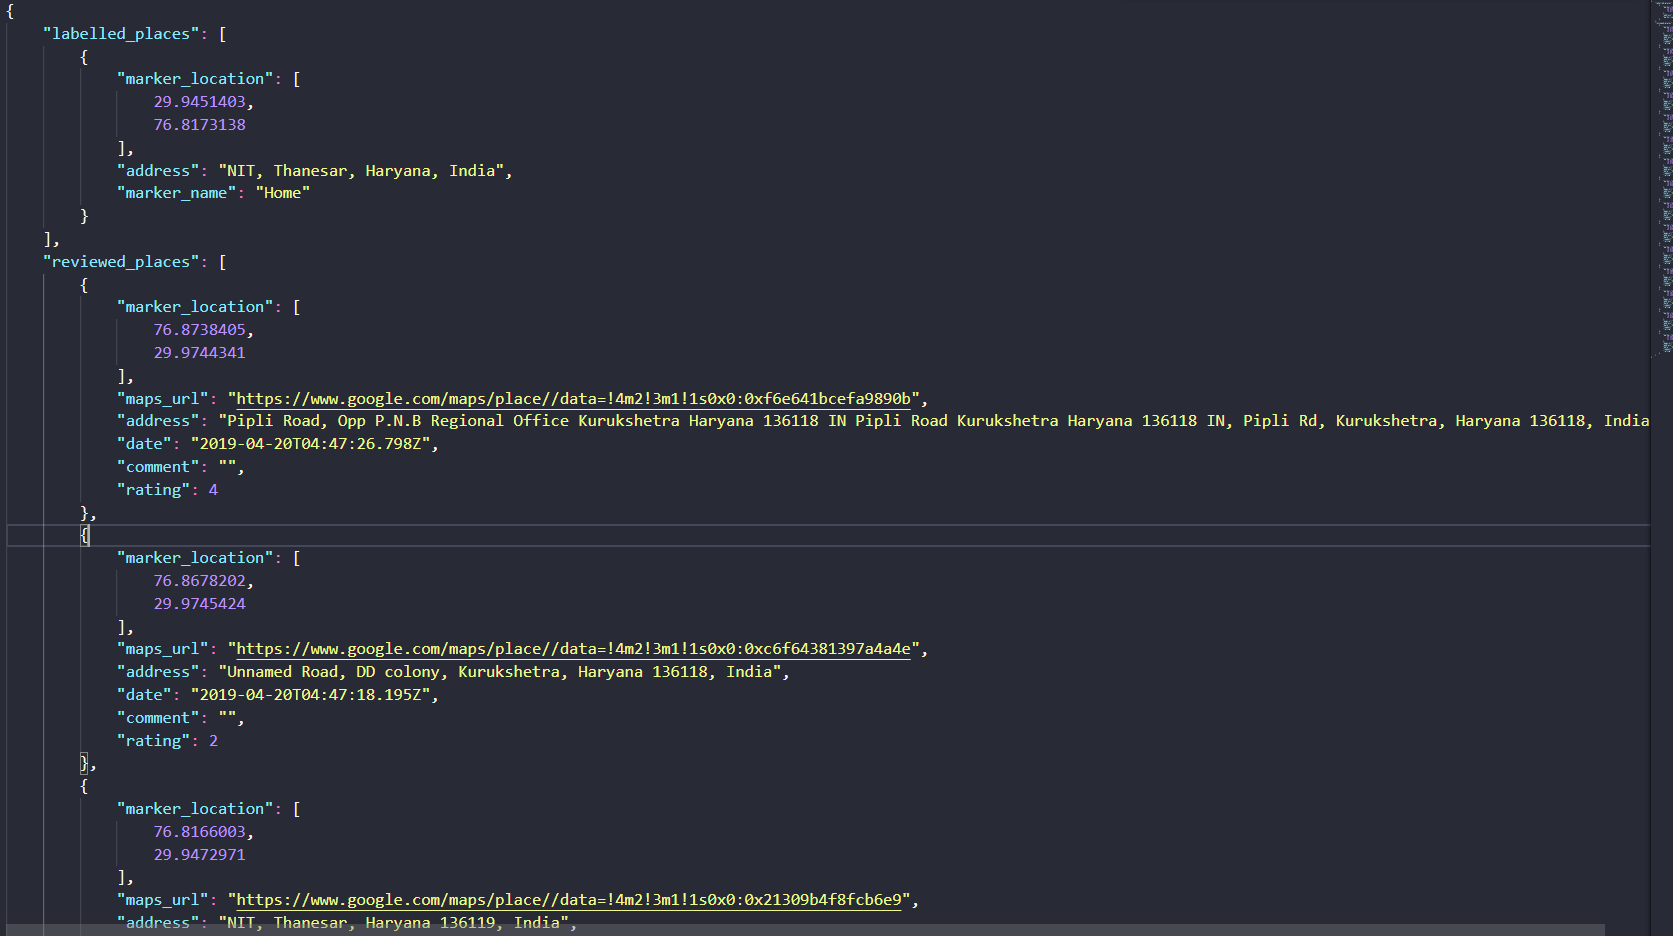 {
    "labelled_places": [
        {
            "marker_location": [
                29.9451403,
                76.8173138
            ],
            "address": "NIT, Thanesar, Haryana, India",
            "marker_name": "Home"
        }
    ],
    "reviewed_places": [
        {
            "marker_location": [
                76.8738405,
                29.9744341
            ],
            "maps_url": "https://www.google.com/maps/place//data=!4m2!3m1!1s0x0:0xf6e641bcefa9890b",
            "address": "Pipli Road, Opp P.N.B Regional Office Kurukshetra Haryana 136118 IN Pipli Road Kurukshetra Haryana 136118 IN, Pipli Rd, Kurukshetra, Haryana 136118, India
            "date": "2019-04-20T04:47:26.798Z",
            "comment": "",
            "rating": 4
        },
        {
            "marker_location": [
                76.8678202,
                29.9745424
            ],
            "maps_url": "https://www.google.com/maps/place//data=!4m2!3m1!1s0x0:0xc6f64381397a4a4e",
            "address": "Unnamed Road, DD colony, Kurukshetra, Haryana 136118, India",
            "date": "2019-04-20T04:47:18.195Z",
            "comment": "",
            "rating": 2
        },
        {
            "marker_location": [
                76.8166003,
                29.9472971
            ],
            "maps_url": "https://www.google.com/maps/place//data=!4m2!3m1!1s0x0:0x21309b4f8fcb6e9",
            "address": "NIT, Thanesar, Haryana 136119, India",